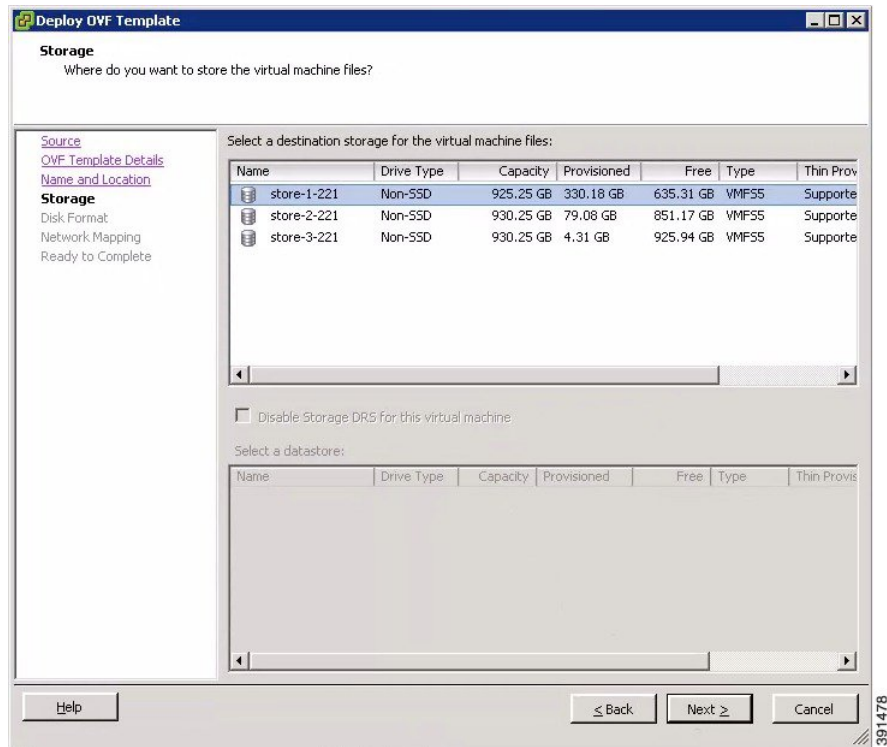 Deploy OVF Template
Storage
Where do you want to store the virtual machine files?
Source
OVF Template Details
Name and Location
Storage
Disk Format
Network Mapping
Ready to Complete
Select a destination storage for the virtual machine files:
Name Drive Type Capacity Provisioned Free Type Thin Prov
store-1-221 Non-SSD 925.25 GB 330.18 GB 635.31 GB VMFS5 Supporte
store-2-221 Non-SSD 930.25 GB 79.08 GB 851.17 GB VMFS5 Supporte
store-3-221 Non-SSD 930.25 GB 4.31 GB 925.94 GB VMFS5 Supporte
Disable Storage DRS for this virtual machine
Select a datastore:
Name Drive Type Capacity Provisioned Free Type Thin Provis
Help
< Back
Next >
Cancel
391478